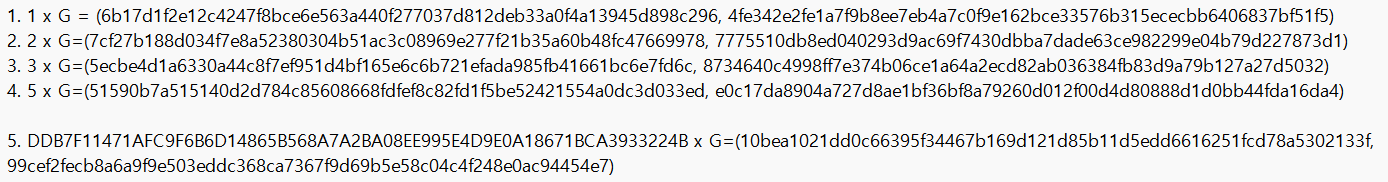 1. 1 x G = (6b17d1f2e12c4247f8bce6e563a440f277037d812deb33a0f4a13945d898c296, 4fe342e2fe1a7f9b8ee7eb4a7c0f9e162bce33576b315ececbb6406837bf51f5)
2. 2 x G=(7cf27b188d034f7e8a52380304b51ac3c08969e277f21b35a60b48fc47669978, 7775510db8ed040293d9ac69f7430dbba7dade63ce982299e04b79d227873d1)
3. 3 x G=(5ecbe4d1a6330a44c8f7ef951d4bf165e6c6b721efada985fb41661bc6e7fd6c, 8734640c4998ff7e374b06ce1a64a2ecd82ab036384fb83d9a79b127a27d5032)
4. 5 x G=(51590b7a515140d2d784c85608668fdfef8c82fd1f5be52421554a0dc3d033ed, e0c17da8904a727d8ae1bf36bf8a79260d012f00d4d80888d1d0bb44fda16da4)
5. DDB7F11471AFC9F6B6D14865B568A7A2BA08EE995E4D9E0A18671BCA3933224B x G=(10bea1021dd0c66395f34467b169d121d85b11d5edd6616251fcd78a5302133f,
99cef2fecb8a6a9f9e503eddc368ca7367f9d69b5e58c04c4f248e0ac94454e7)